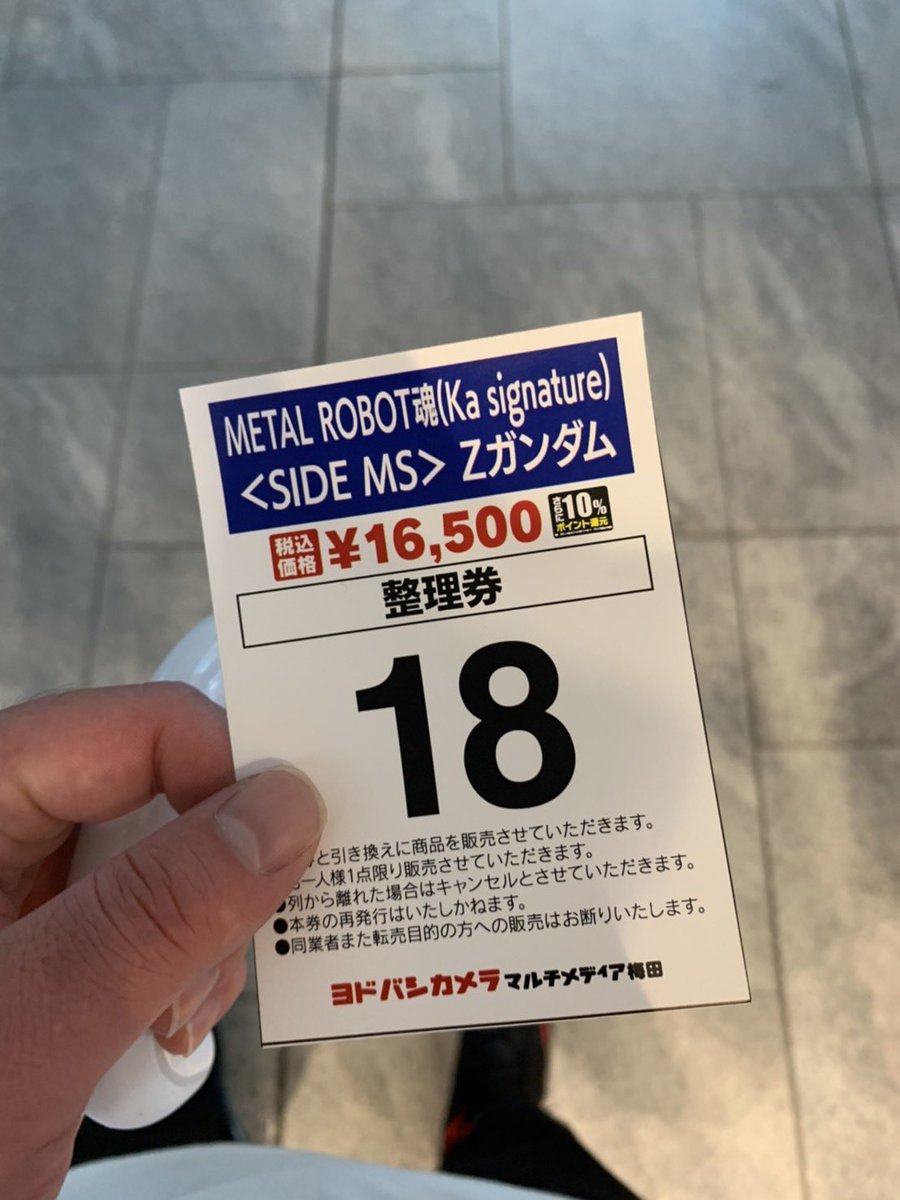 METAL ROBOT魂(Ka signature)
<SIDE MS> Zガンダム
税込
価格
¥16,500
さらに
10%
ポイント還元
整理券
18
と引き換えに商品を販売させていただきます。
一人様1点限り販売させていただきます。
●列から離れた場合はキャンセルとさせていただきます。
●本券の再発行はいたしかねます。
●同業者また転売目的の方への販売はお断りいたします。
ヨドバシカメラ マルチメディア梅田